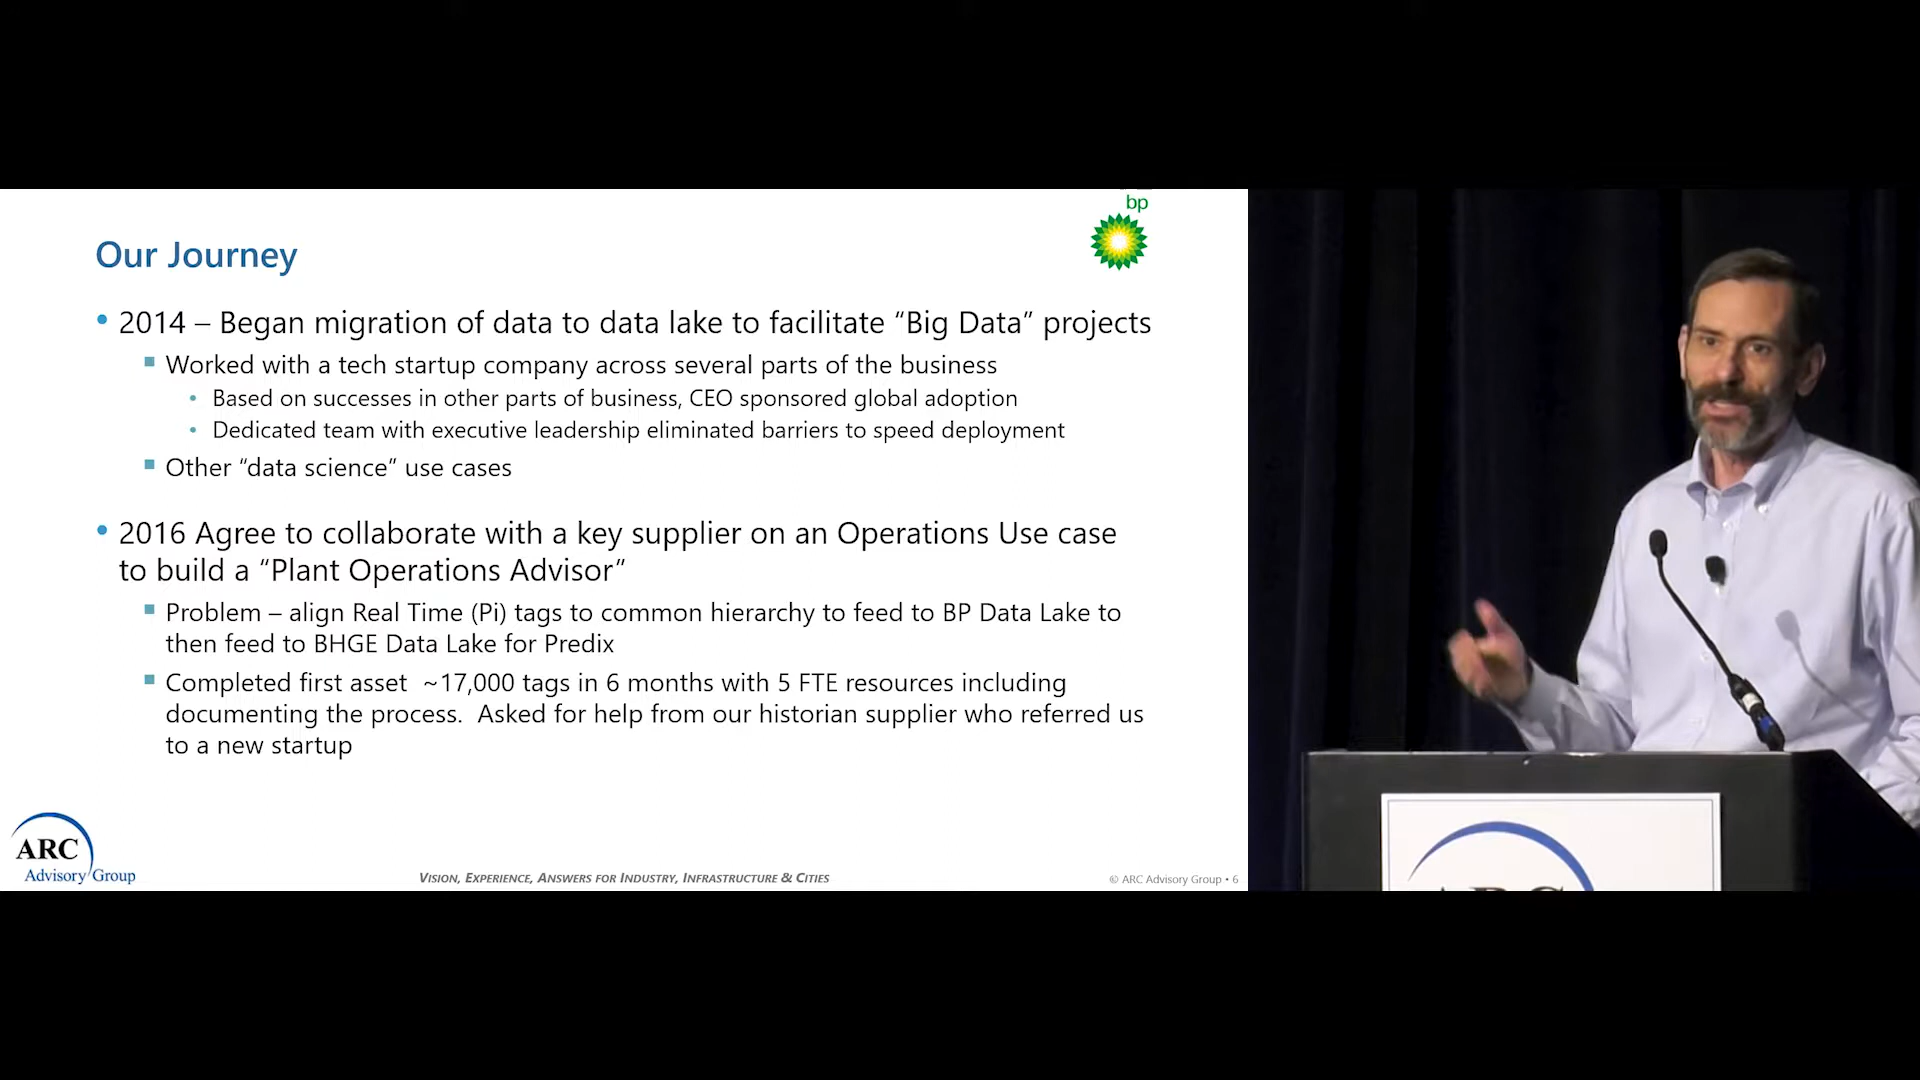 bp
Our Journey
• 2014 – Began migration of data to data lake to facilitate “Big Data” projects
▪ Worked with a tech startup company across several parts of the business
• Based on successes in other parts of business, CEO sponsored global adoption
• Dedicated team with executive leadership eliminated barriers to speed deployment
▪ Other “data science” use cases
• 2016 Agree to collaborate with a key supplier on an Operations Use case
to build a “Plant Operations Advisor”
▪ Problem – align Real Time (Pi) tags to common hierarchy to feed to BP Data Lake to
then feed to BHGE Data Lake for Predix
▪ Completed first asset ~17,000 tags in 6 months with 5 FTE resources including
documenting the process. Asked for help from our historian supplier who referred us
to a new startup
ARC
Advisory Group
VISION, EXPERIENCE, ANSWERS FOR INDUSTRY, INFRASTRUCTURE & CITIES
© ARC Advisory Group • 6
ARC